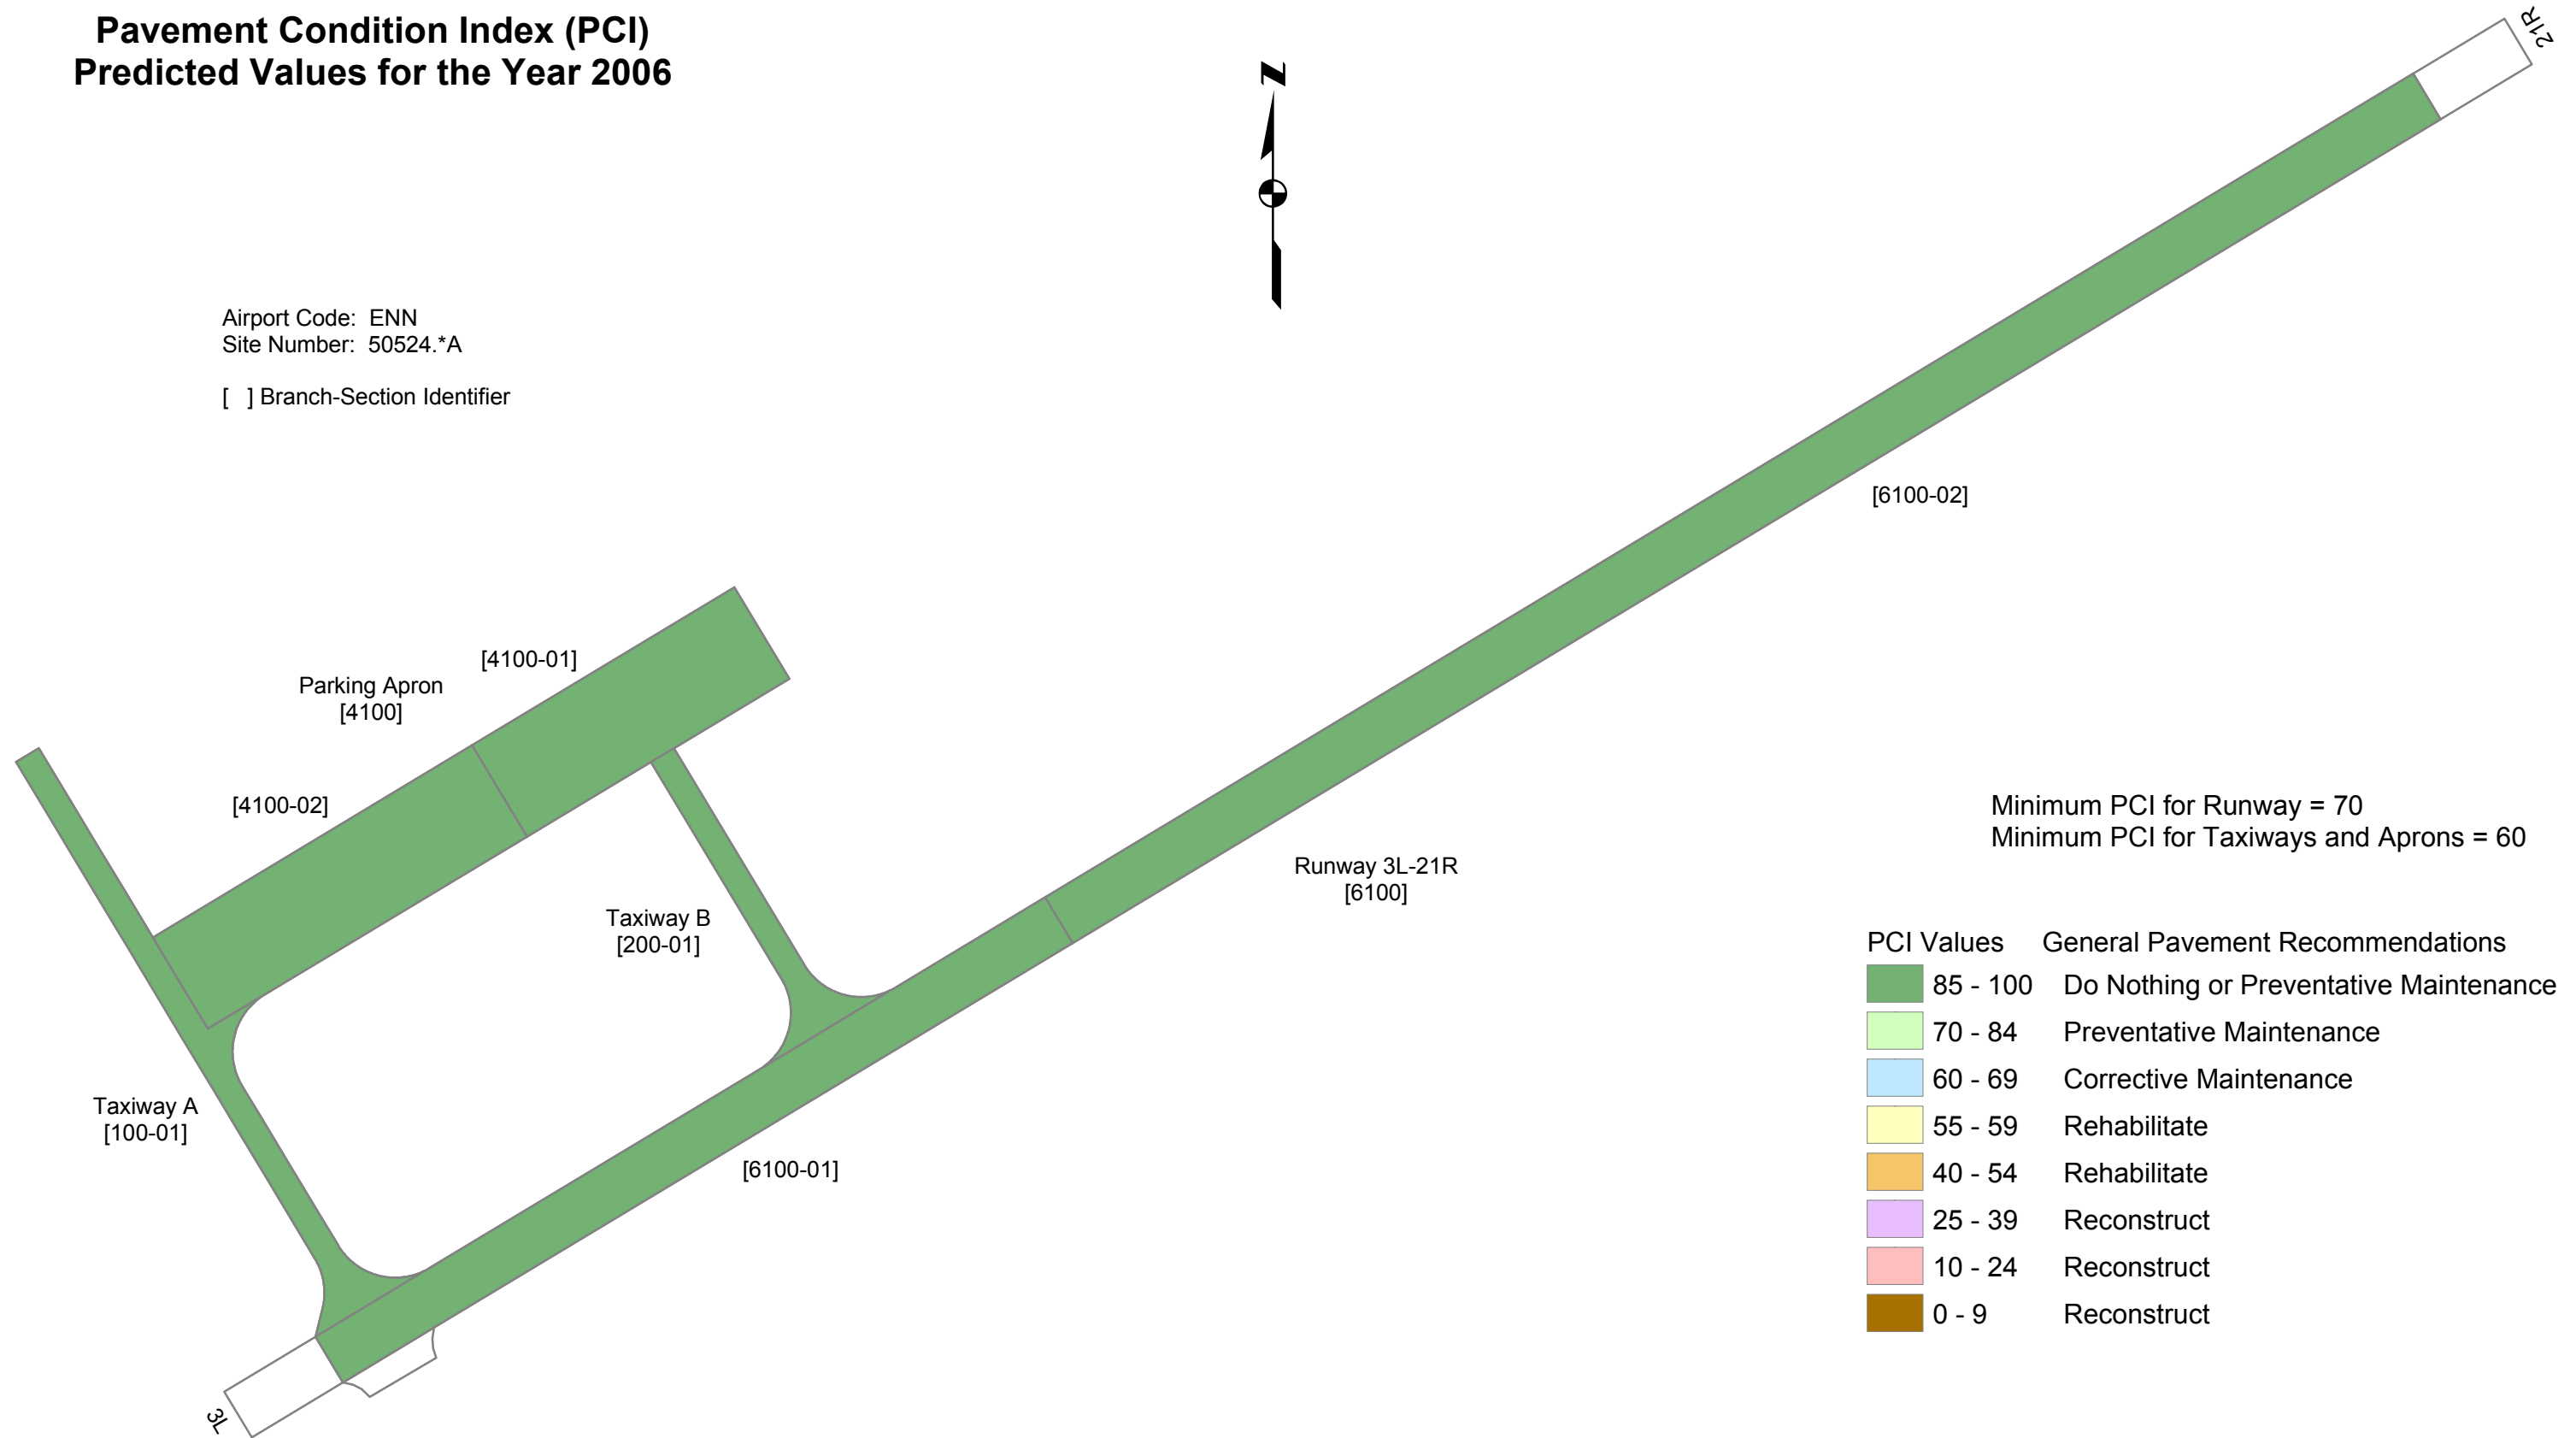 Pavement Condition Index (PCI)
Predicted Values for the Year 2006
21R
N
Airport Code:  ENN
Site Number:  50524.*A
[   ] Branch-Section Identifier
[6100-02]
[4100-01]
Parking Apron
[4100]
[4100-02]
Minimum PCI for Runway = 70
Minimum PCI for Taxiways and Aprons = 60
Runway 3L-21R
[6100]
Taxiway B
[200-01]
Taxiway A
[100-01]
[6100-01]
3L
PCI Values General Pavement Recommendations
85 - 100 Do Nothing or Preventative Maintenance
70 - 84 Preventative Maintenance
60 - 69 Corrective Maintenance
55 - 59 Rehabilitate
40 - 54 Rehabilitate
25 - 39 Reconstruct
10 - 24 Reconstruct
0 - 9 Reconstruct